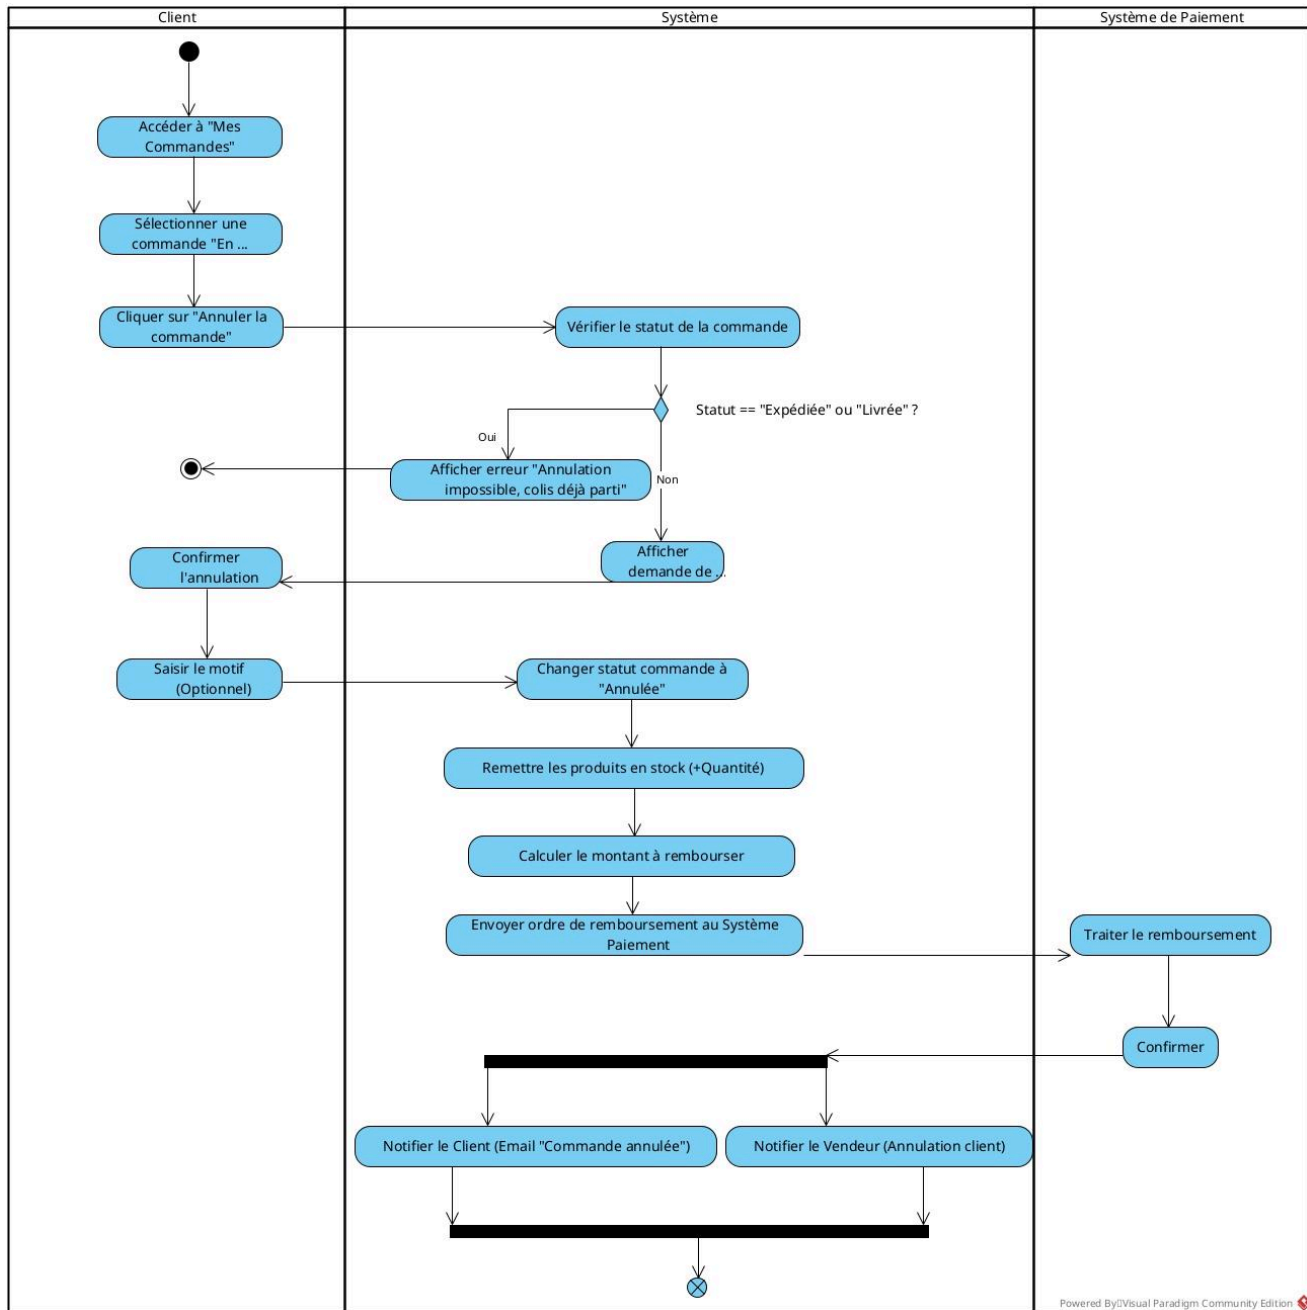 Client
Système
Système de Paiement
Accéder à "Mes
Commandes"
Sélectionner une
commande "En ...
Cliquer sur "Annuler la
commande"
Vérifier le statut de la commande
Statut == "Expédiée" ou "Livrée" ?
Oui
Afficher erreur "Annulation
impossible, colis déjà parti"
Non
Confirmer
l'annulation
Afficher
demande de ...
Saisir le motif
(Optionnel)
Changer statut commande à
"Annulée"
Remettre les produits en stock (+Quantité)
Calculer le montant à rembourser
Envoyer ordre de remboursement au Système
Paiement
Traiter le remboursement
Confirmer
Notifier le Client (Email "Commande annulée")
Notifier le Vendeur (Annulation client)
Powered By▯Visual Paradigm Community Edition